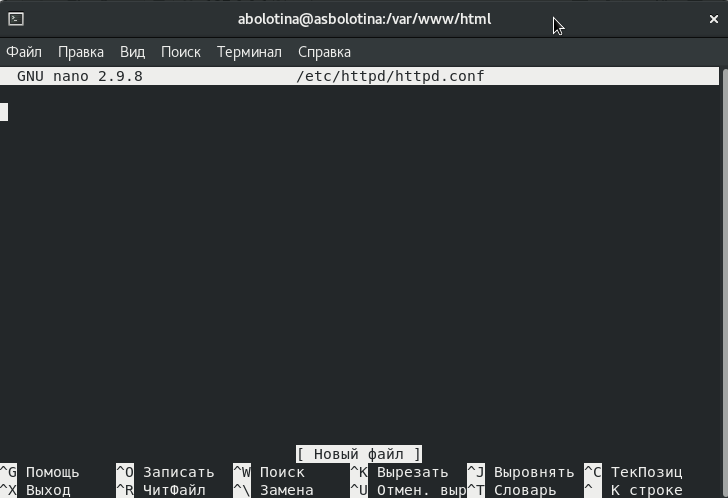 abolotina@asbolotina:/var/www/html
Файл Правка Вид Поиск Терминал Справка
GNU nano 2.9.8 /etc/httpd/httpd.conf
[ Новый файл ]
^G Помощь ^O Записать ^W Поиск ^K Вырезать ^J Выровнять ^C ТекПозиц
^X Выход ^R ЧитФайл ^\ Замена ^U Отмен. выр^T Словарь ^_ К строке